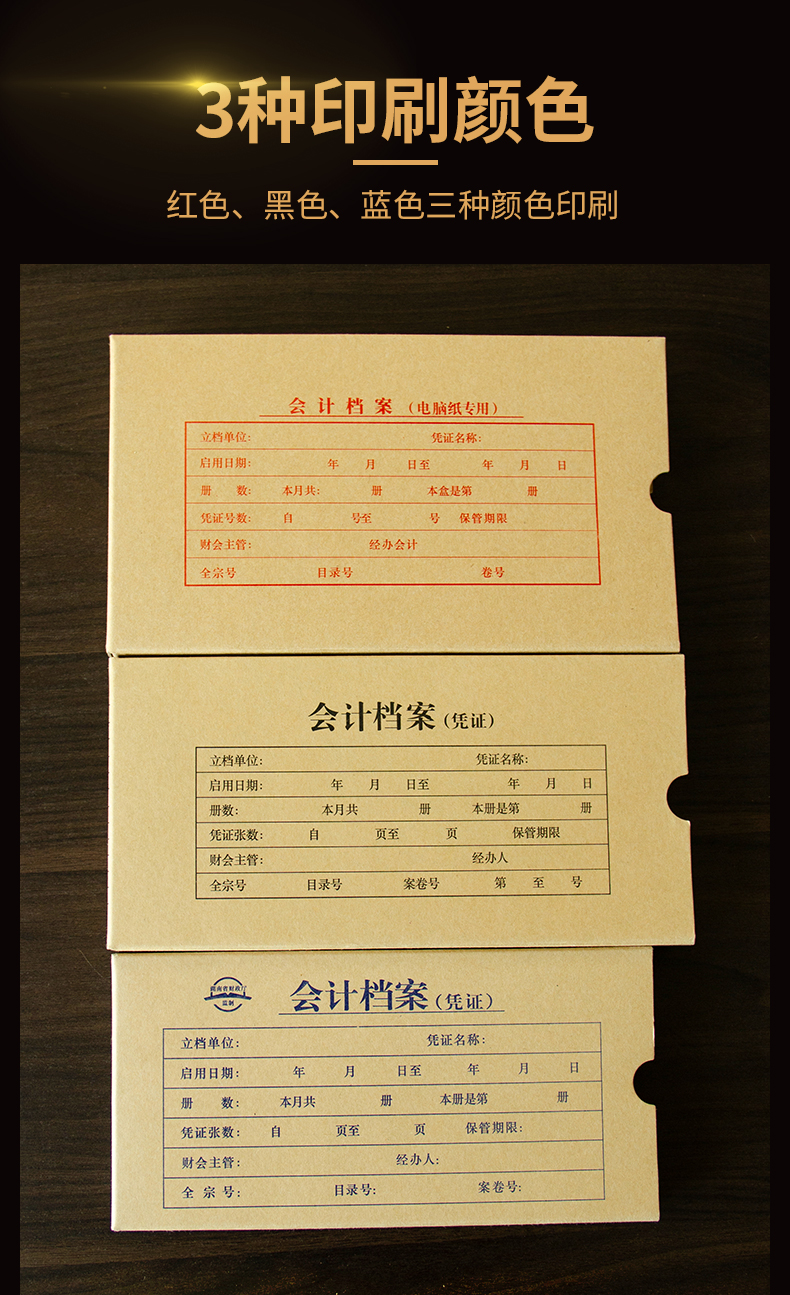 3种印刷颜色
红色、黑色、蓝色三种颜色印刷
会计档案（电脑纸专用）
立档单位: 凭证名称:
启用日期: 年 月 日至 年 月 日
册 数: 本月共: 册 本盒是第 册
凭证号数: 自 号至 号 保管期限
财会主管: 经办会计
全宗号 目录号 卷号
会计档案（凭证）
立档单位: 凭证名称:
启用日期: 年 月 日至 年 月 日
册数: 本月共 册 本册是第 册
凭证张数: 自 页至 页 保管期限
财会主管: 经办人
全宗号 目录号 案卷号 第 至 号
湖南省财政厅
监制
会计档案（凭证）
立档单位: 凭证名称:
启用日期: 年 月 日至 年 月 日
册 数: 本月共 册 本册是第 册
凭证张数: 自 页至 页 保管期限:
财会主管: 经办人:
全 宗 号: 目录号: 案卷号: